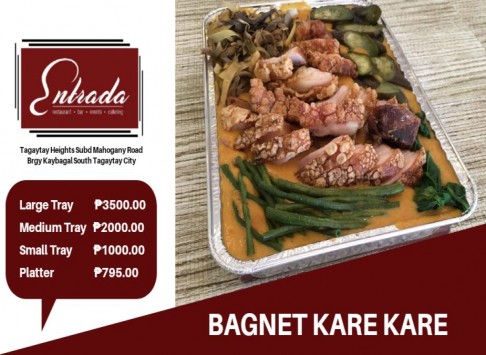 Entrada
restaurant • bar • events • catering
Tagaytay Heights Subd Mahogany Road
Brgy Kaybagal South Tagaytay City
Large Tray ₱3500.00
Medium Tray ₱2000.00
Small Tray ₱1000.00
Platter ₱795.00
BAGNET KARE KARE